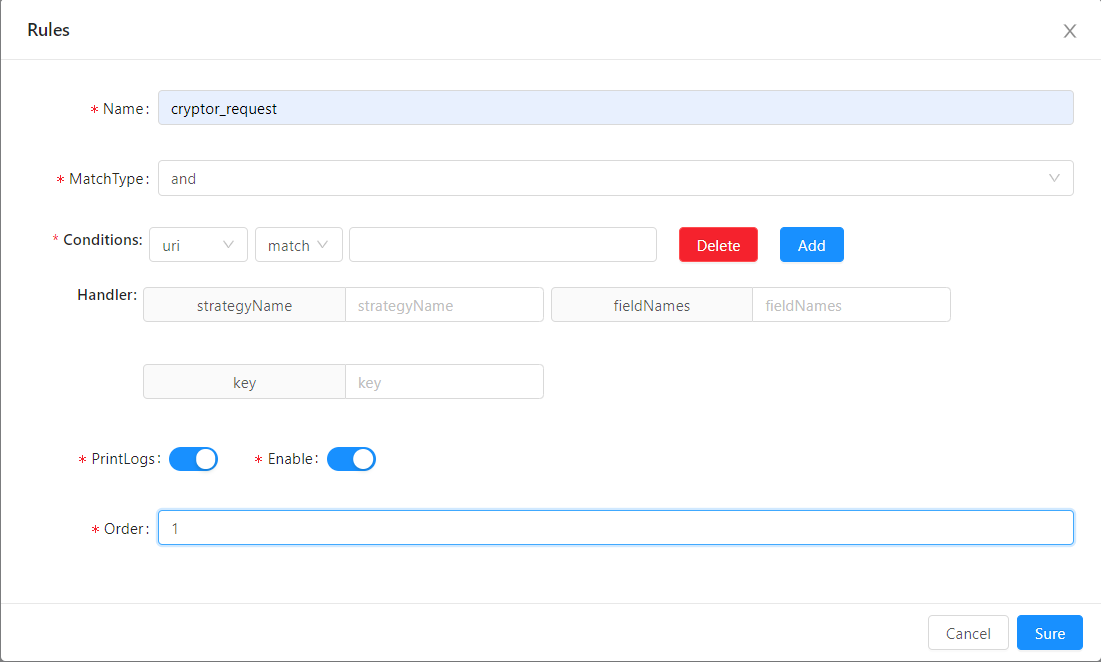 Rules
* Name: cryptor_request
* MatchType: and
* Conditions: uri match Delete Add
Handler: strategyName strategyName fieldNames fieldNames
key key
* PrintLogs: * Enable:
* Order: 1
Cancel Sure